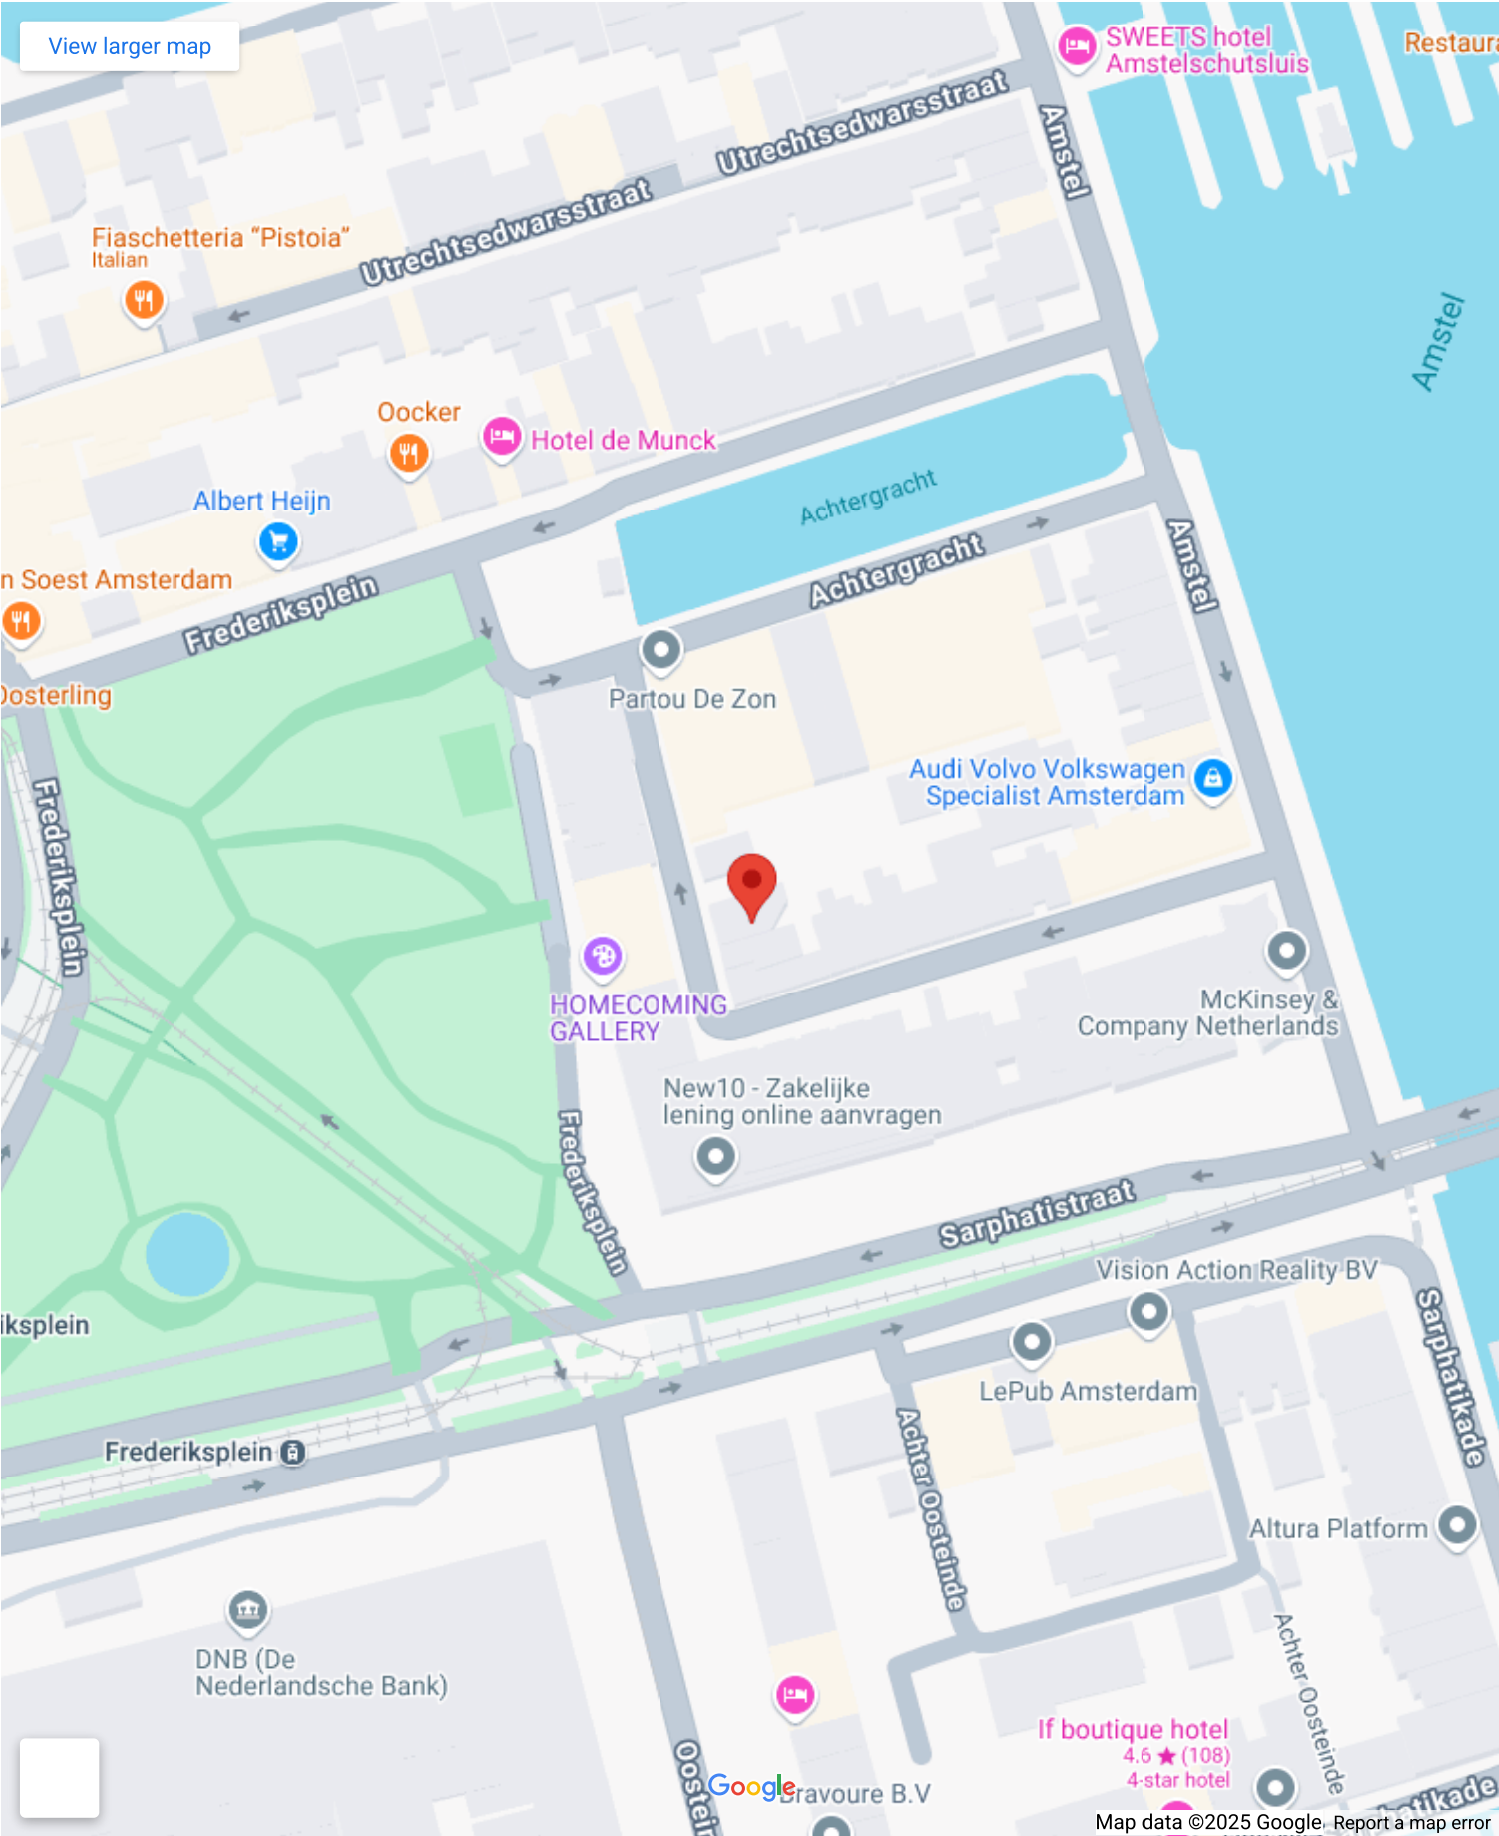 View larger map
SWEETS hotel
Amstelschutsluis
Restaura
Utrechtsedwarsstraat
Amstel
Utrechtsedwarsstraat
Fiaschetteria “Pistoia”
Italian
Amstel
Oocker
Hotel de Munck
Albert Heijn
Achtergracht
Achtergracht
Amstel
n Soest Amsterdam
Frederiksplein
Oosterling
Partou De Zon
Audi Volvo Volkswagen
Specialist Amsterdam
Frederiksplein
HOMECOMING
GALLERY
McKinsey &
Company Netherlands
New10 - Zakelijke
lening online aanvragen
Frederiksplein
Sarphatistraat
Vision Action Reality BV
iksplein
Sarphatikade
LePub Amsterdam
Frederiksplein
Achter Oosteinde
Altura Platform
DNB (De
Nederlandsche Bank)
Achter Oosteinde
If boutique hotel
4.6 ★ (108)
4-star hotel
Oostein
Google
Bravoure B.V
Sarphatikade
Map data ©2025 Google
Report a map error